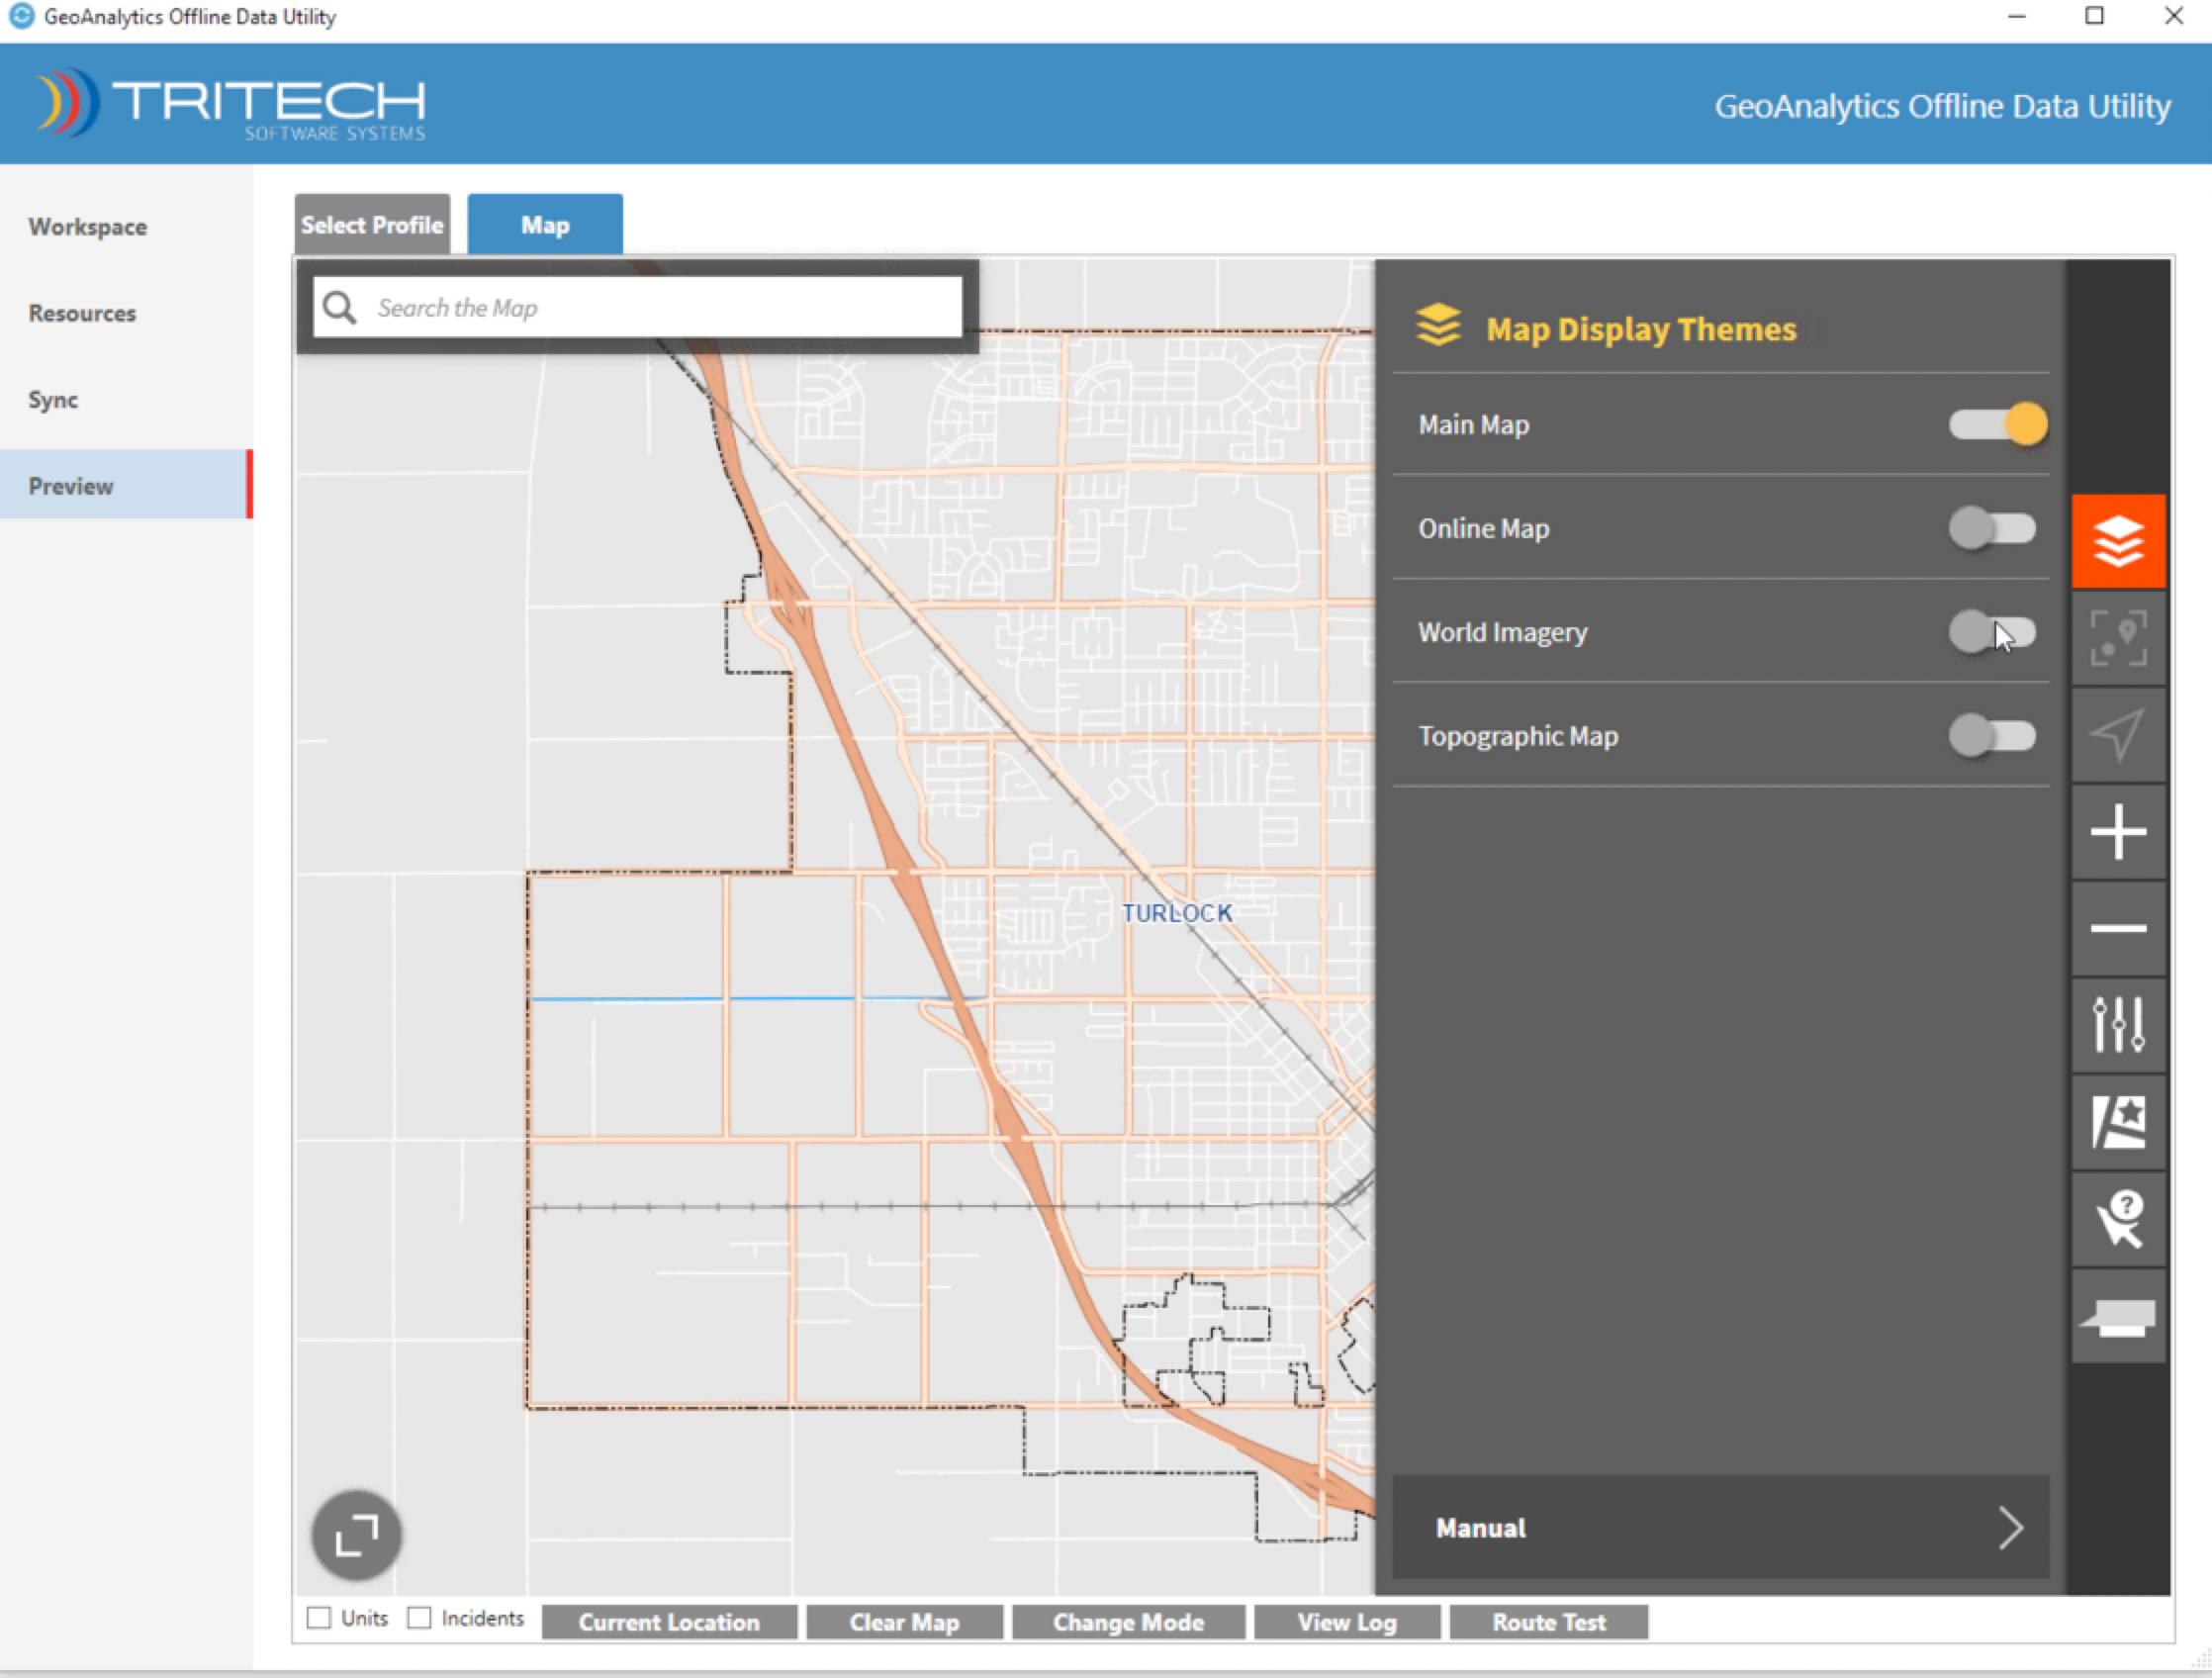 GeoAnalytics Offline Data Utility
TRITECH
SOFTWARE SYSTEMS
GeoAnalytics Offline Data Utility
Workspace
Resources
Sync
Preview
Select Profile
Map
Search the Map
TURLOCK
Map Display Themes
Main Map
Online Map
World Imagery
Topographic Map
Manual
Units
Incidents
Current Location
Clear Map
Change Mode
View Log
Route Test